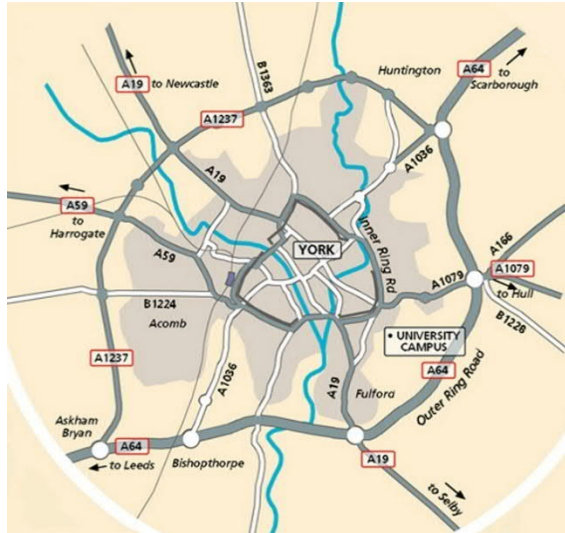 A64
to
Scarborough
Huntington
B1363
A19
to Newcastle
A1237
A1036
A19
A59
to
Harrogate
YORK
Inner Ring Rd
A166
A59
A1079
A1079
to Hull
B1224
B1228
Acomb
• UNIVERSITY
CAMPUS
A1237
A1036
A19
A64
Fulford
Outer Ring Road
Askham
Bryan
A64
to Leeds
Bishopthorpe
A19
to Selby